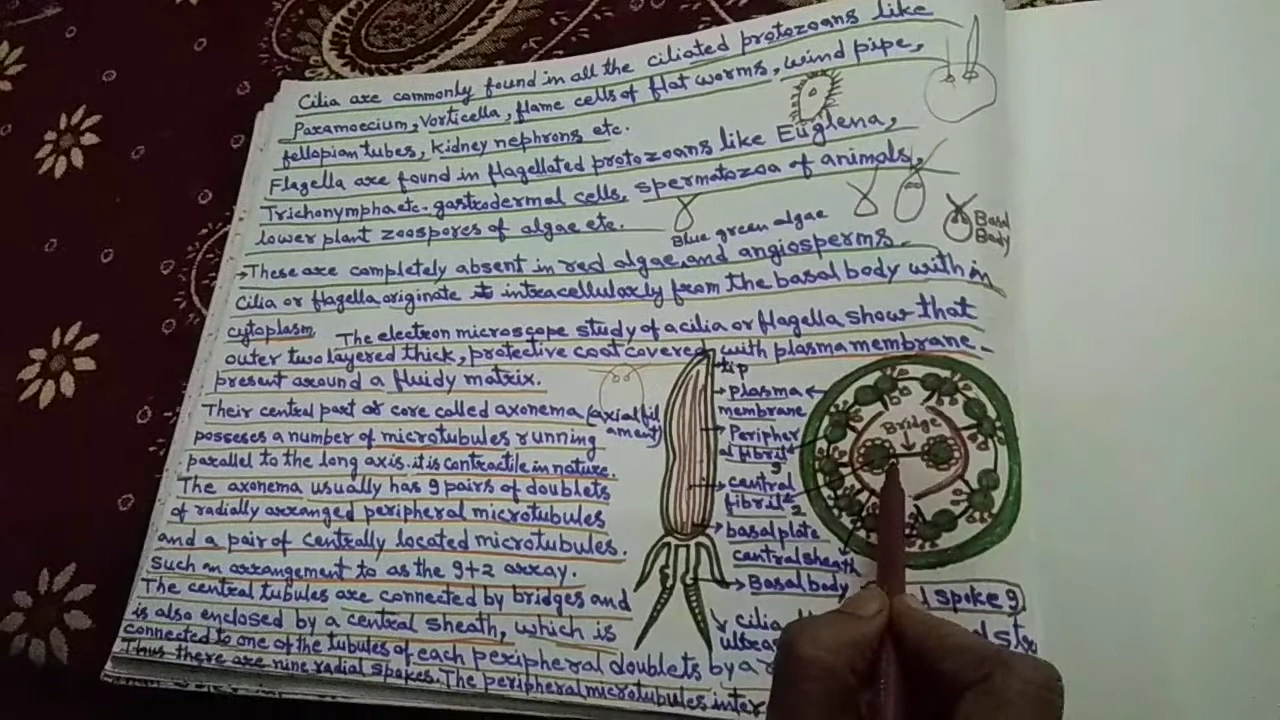 Cilia are commonly found in all the ciliated protozoans like
Paramoecium, Vorticella, flame cells of flat worms, wind pipe,
fellopian tubes, kidney nephrons etc.
Flagella are found in flagellated protozoans like Euglena,
Trichonympha etc. gastrodermal cells, spermatozoa of animals,
lower plant zoospores of algae etc.
Blue green algae
Basal
Body
→These are completely absent in red algae, and angiosperms.
Cilia or flagella originate intracellularly from the basal body with in
cytoplasm
The electron microscope study of a cilia or flagella show that
outer two layered thick, protective coat covered with plasma membrane
present around a fluidy matrix.
Their central part or core called axonema (axial fil
ament)
posseses a number of microtubules running
parallel to the long axis. it is contractile in nature.
The axonema usually has 9 pairs of doublets
of radially arranged peripheral microtubules
and a pair of centrally located microtubules.
Such an arrangement to as the 9+2 array.
The central tubules are connected by bridges and
is also enclosed by a central sheath, which is
connected to one of the tubules of each peripheral doublets by a
Thus there are nine radial spokes. The peripheral microtubules inter
tip
plasma
membrane
Peripher
al fibril
9
central
fibril 2
basal plate
central sheath
Basal body
Bridge
d spoke 9
cilia
ultra
d str